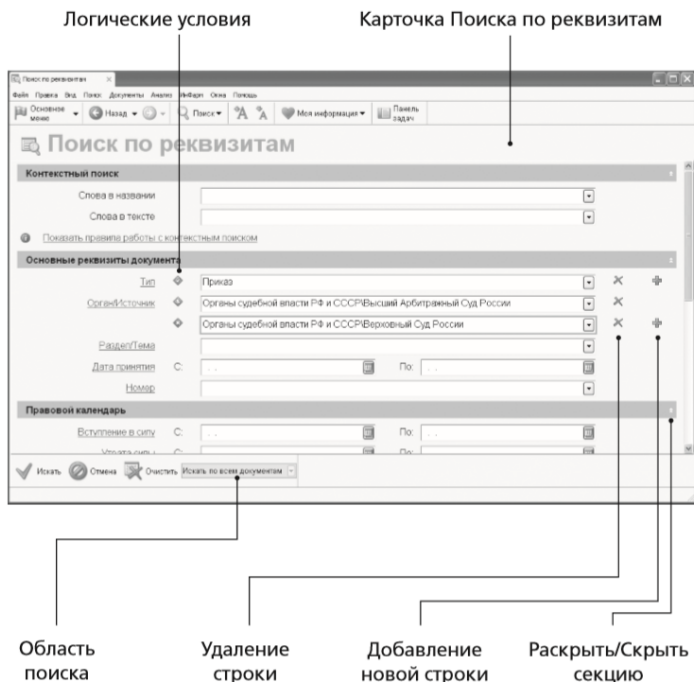 Логические условия
Карточка Поиска по реквизитам
Поиск по реквизитам
Файл Правка Вид Поиск Документы Анализ Инфарм Окна Помощь
Основное меню Назад Поиск Моя информация Панель задач
Поиск по реквизитам
Контекстный поиск
Слова в названии
Слова в тексте
Показать правила работы с контекстным поиском
Основные реквизиты документа
Тип Приказ
Орган/Источник Органы судебной власти РФ и СССР\Высший Арбитражный Суд России
Органы судебной власти РФ и СССР\Верховный Суд России
Раздел/Тема
Дата принятия С: . . По: . .
Номер
Правовой календарь
Вступление в силу С: . . По: . .
Утрата силы С: По:
Искать Отмена Очистить Искать по всем документам
Область
поиска
Удаление
строки
Добавление
новой строки
Раскрыть/Скрыть
секцию